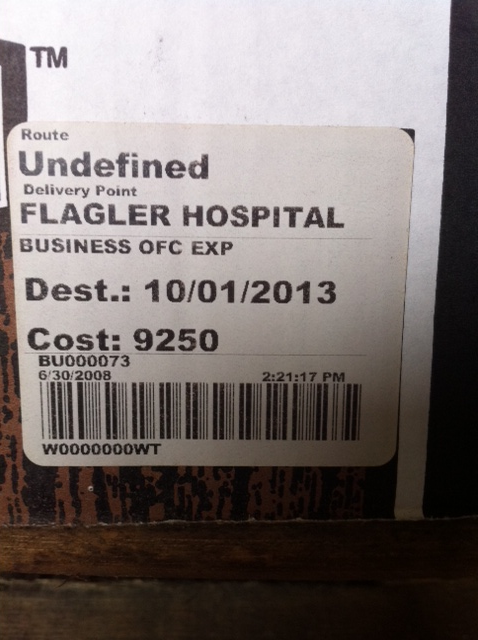 TM
Route
Undefined
Delivery Point
FLAGLER HOSPITAL
BUSINESS OFC EXP
Dest.: 10/01/2013
Cost: 9250
BU000073
6/30/2008 2:21:17 PM
W0000000WT